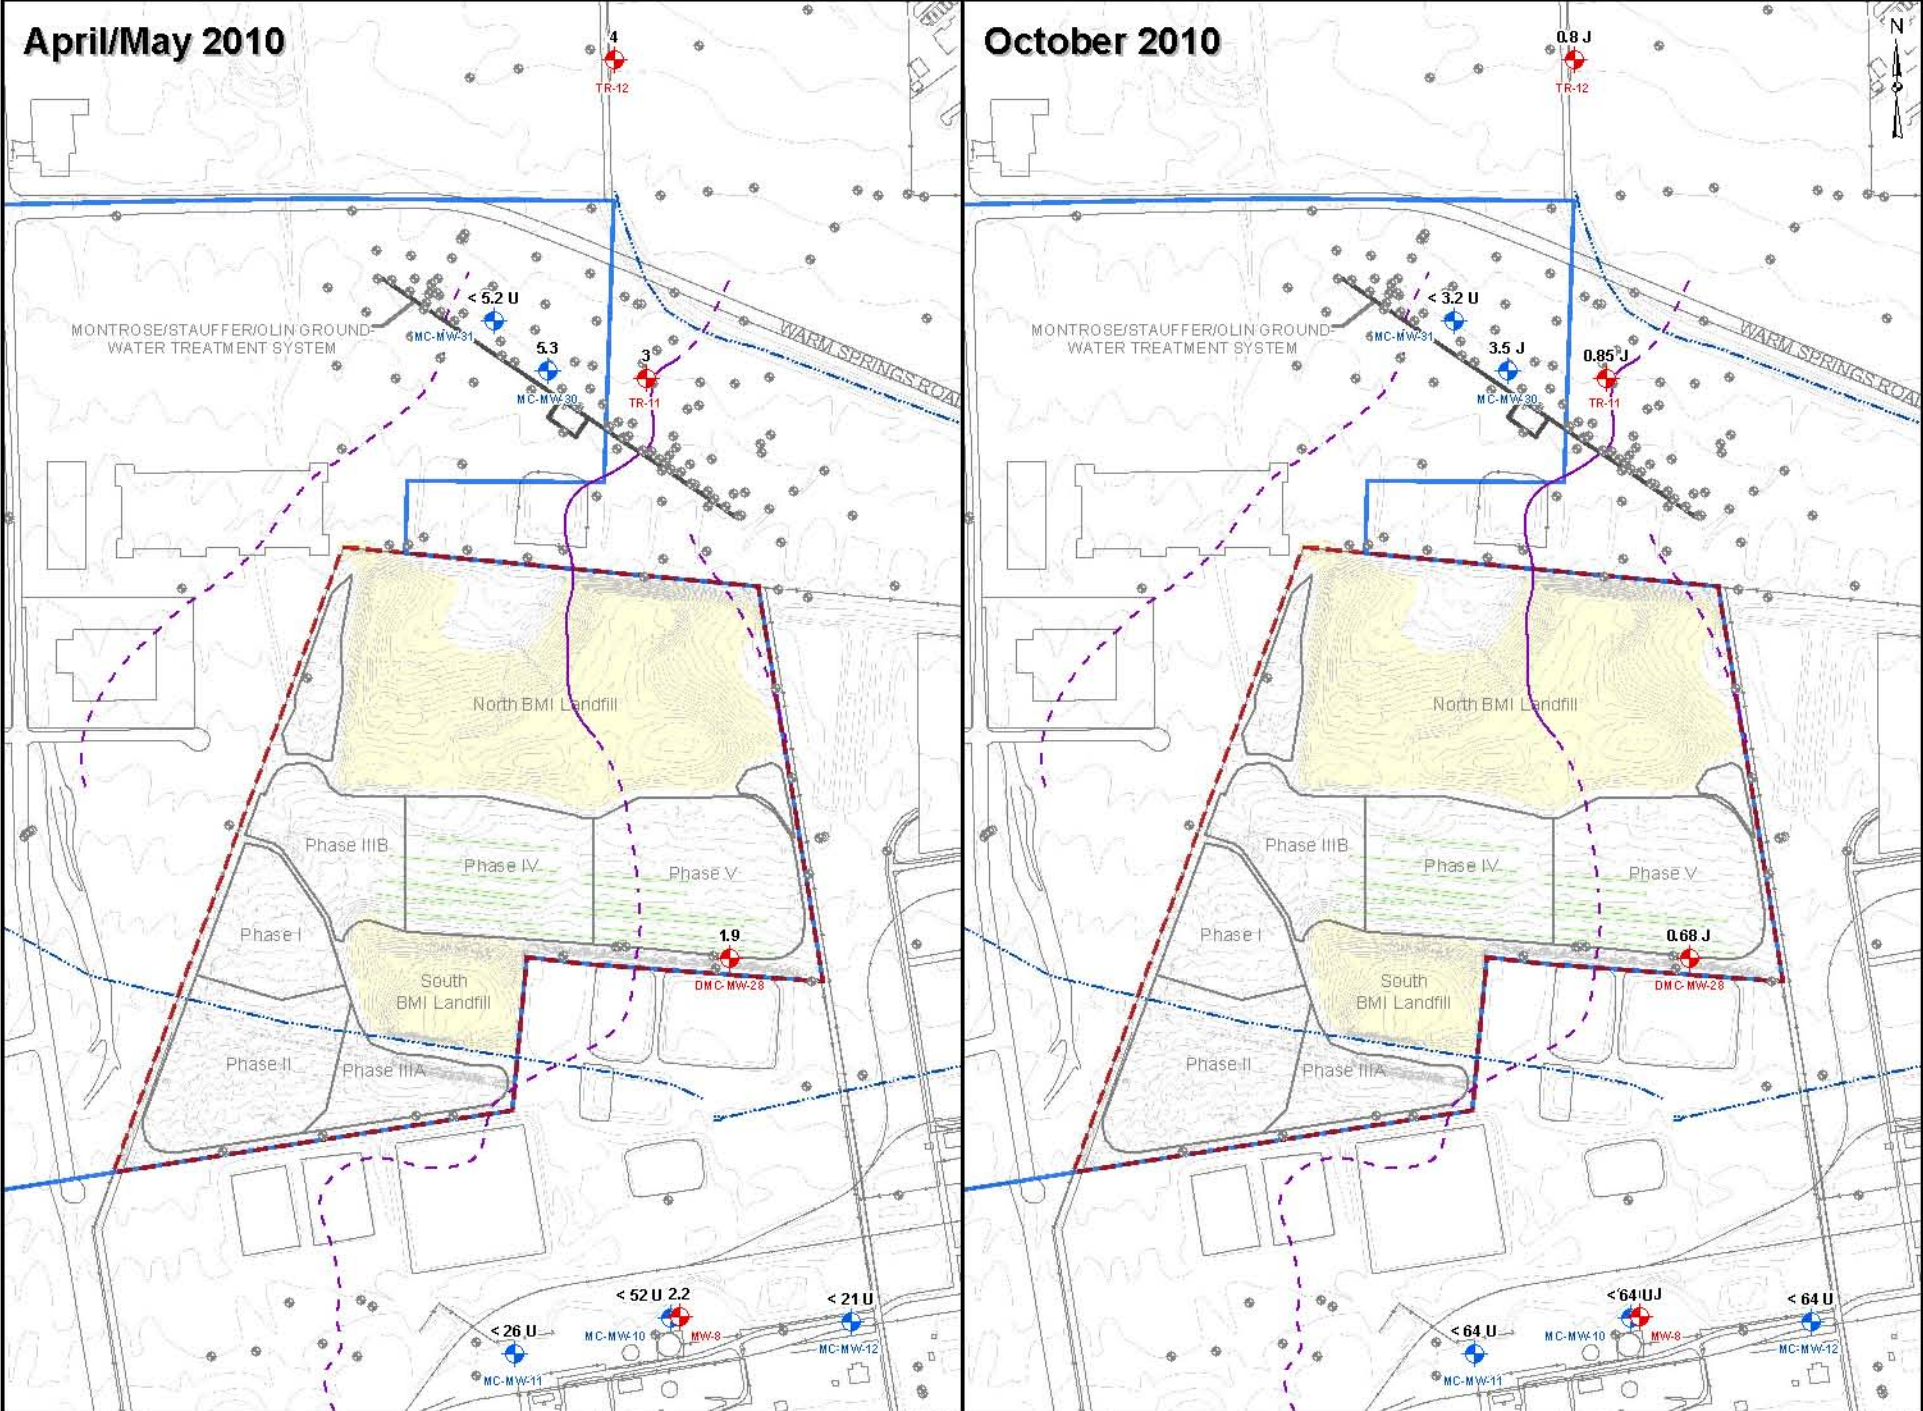 April/May 2010
4
TR-12
< 5.2 U
MC-MW-31
MONTROSE/STAUFFER/OLIN GROUND-
WATER TREATMENT SYSTEM
5.3
MC-MW-30
3
TR-11
WARM SPRINGS ROAD
North BMI Landfill
Phase IIIB
Phase IV
Phase V
Phase I
1.9
DMC-MW-28
South
BMI Landfill
Phase II
Phase IIIA
< 52 U 2.2
MC-MW-10
MW-8
< 21 U
MC-MW-12
< 26 U
MC-MW-11
October 2010
0.8 J
TR-12
N
< 3.2 U
MC-MW-31
MONTROSE/STAUFFER/OLIN GROUND-
WATER TREATMENT SYSTEM
3.5 J
MC-MW-30
0.85 J
TR-11
WARM SPRINGS ROAD
North BMI Landfill
Phase IIIB
Phase IV
Phase V
Phase I
0.68 J
DMC-MW-28
South
BMI Landfill
Phase II
Phase IIIA
< 64 UJ
MC-MW-10
MW-8
< 64 U
MC-MW-12
< 64 U
MC-MW-11